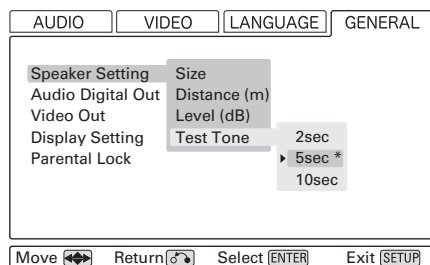 AUDIO VIDEO LANGUAGE GENERAL
Speaker Setting Size
Audio Digital Out Distance (m)
Video Out Level (dB)
Display Setting Test Tone 2sec
Parental Lock 5sec *
10sec
Move Return Select ENTER Exit SETUP